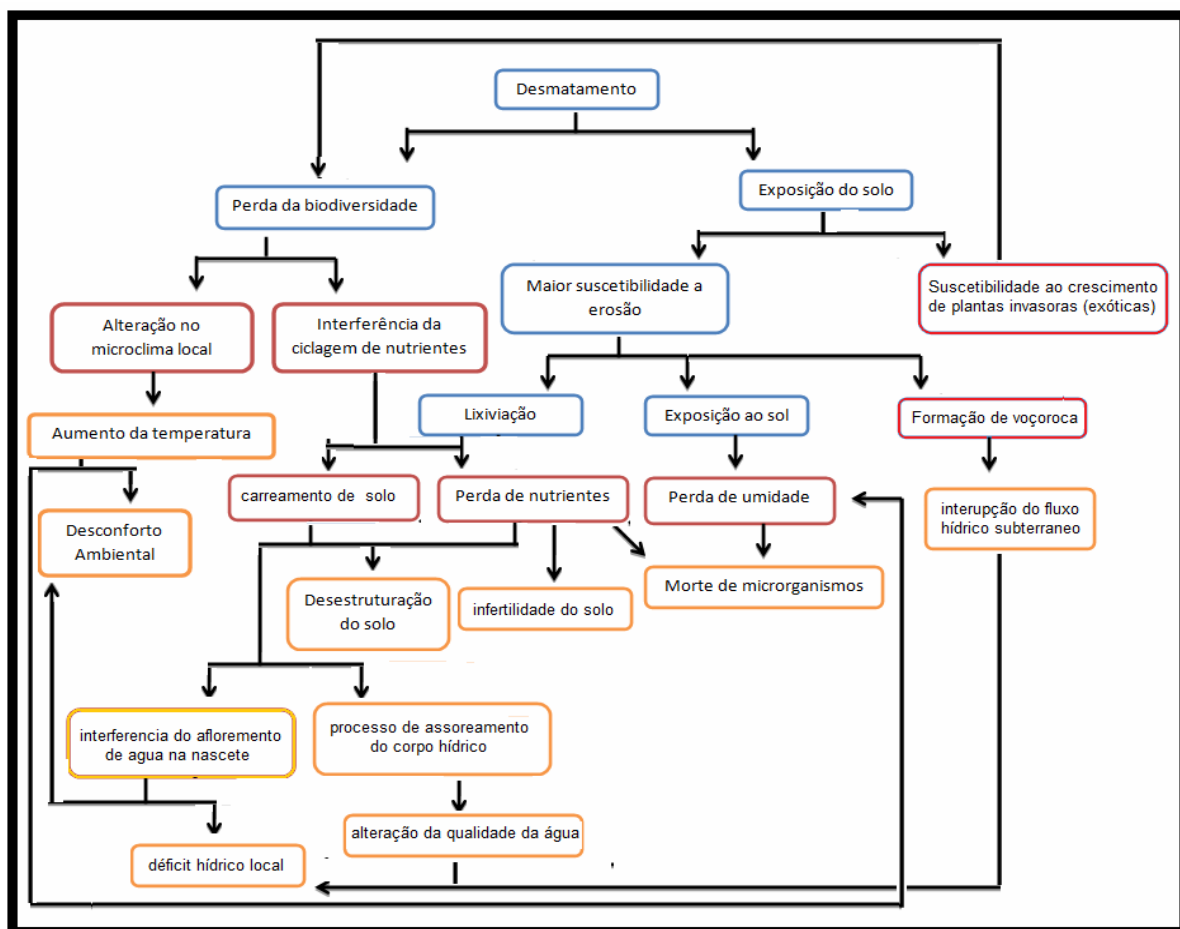 Desmatamento
Perda da biodiversidade
Exposição do solo
Maior suscetibilidade a
erosão
Suscetibilidade ao crescimento
de plantas invasoras (exóticas)
Alteração no
microclima local
Interferência da
ciclagem de nutrientes
Lixiviação
Exposição ao sol
Formação de voçoroca
Aumento da temperatura
carreamento de solo
Perda de nutrientes
Perda de umidade
interupção do fluxo
hídrico subterraneo
Desconforto
Ambiental
Desestruturação
do solo
infertilidade do solo
Morte de microrganismos
interferencia do afloremento
de agua na nascete
processo de assoreamento
do corpo hídrico
alteração da qualidade da água
déficit hídrico local